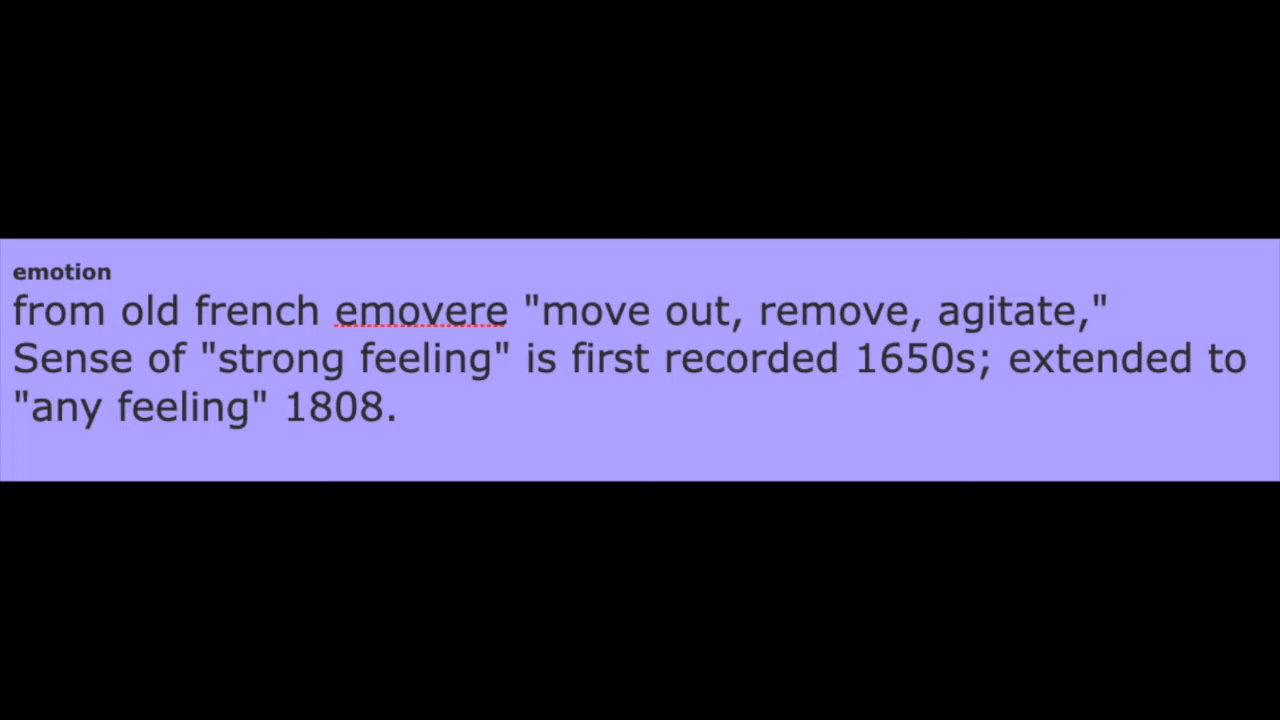 emotion
from old french emovere "move out, remove, agitate,"
Sense of "strong feeling" is first recorded 1650s; extended to
"any feeling" 1808.